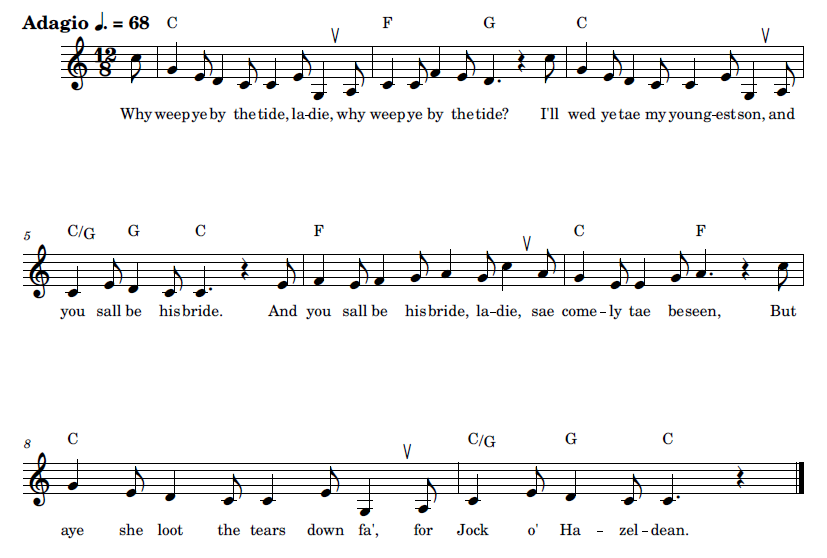 Adagio ♩. = 68
C F G C
12
8
Why weep ye by the tide, la-die, why weep ye by the tide? I'll wed ye tae my young-est son, and
C/G G C F C F
5
you sall be his bride. And you sall be his bride, la-die, sae come-ly tae be seen, But
C C/G G C
8
aye she loot the tears down fa', for Jock o' Ha - zel-dean.